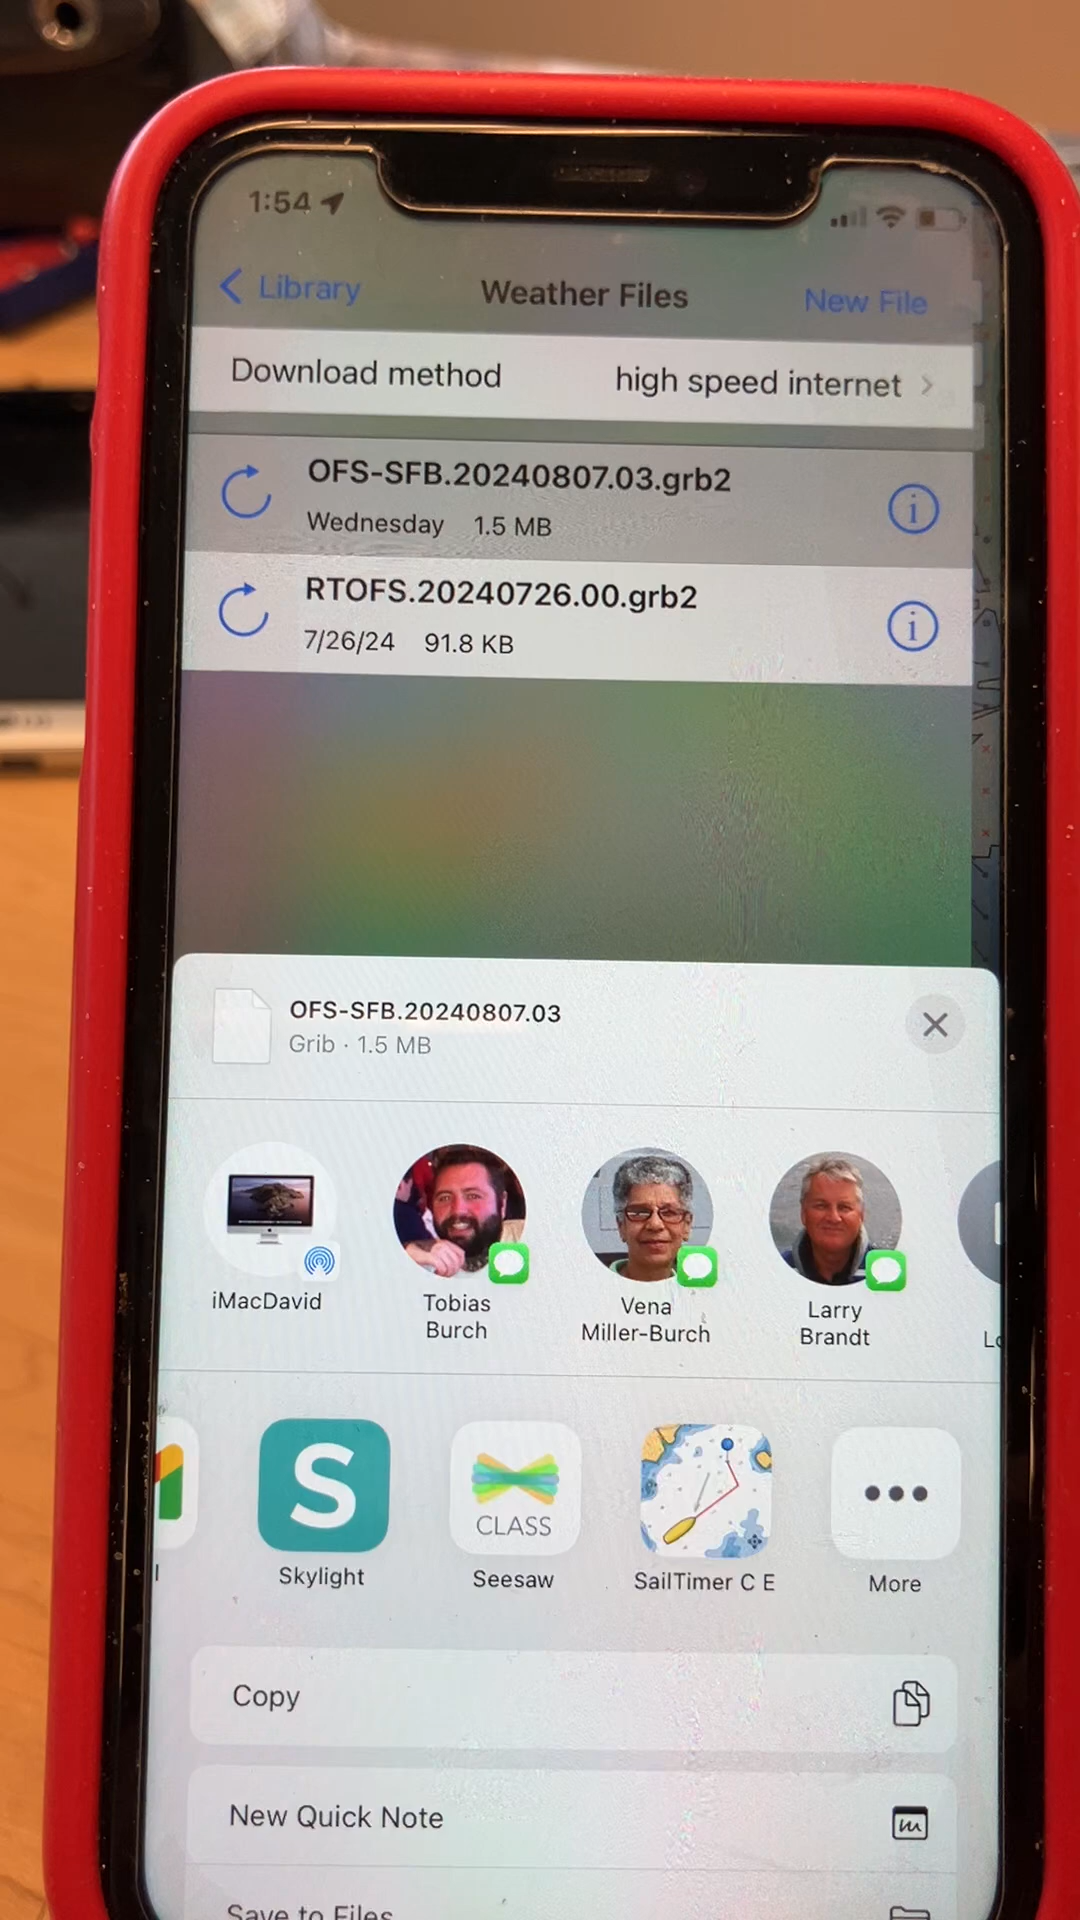 1:54
Library
Weather Files
New File
Download method
high speed internet
OFS-SFB.20240807.03.grb2
Wednesday 1.5 MB
RTOFS.20240726.00.grb2
7/26/24 91.8 KB
OFS-SFB.20240807.03
Grib · 1.5 MB
iMacDavid
Tobias
Burch
Vena
Miller-Burch
Larry
Brandt
S
CLASS
Skylight
Seesaw
SailTimer C E
More
Copy
New Quick Note
Save to Files